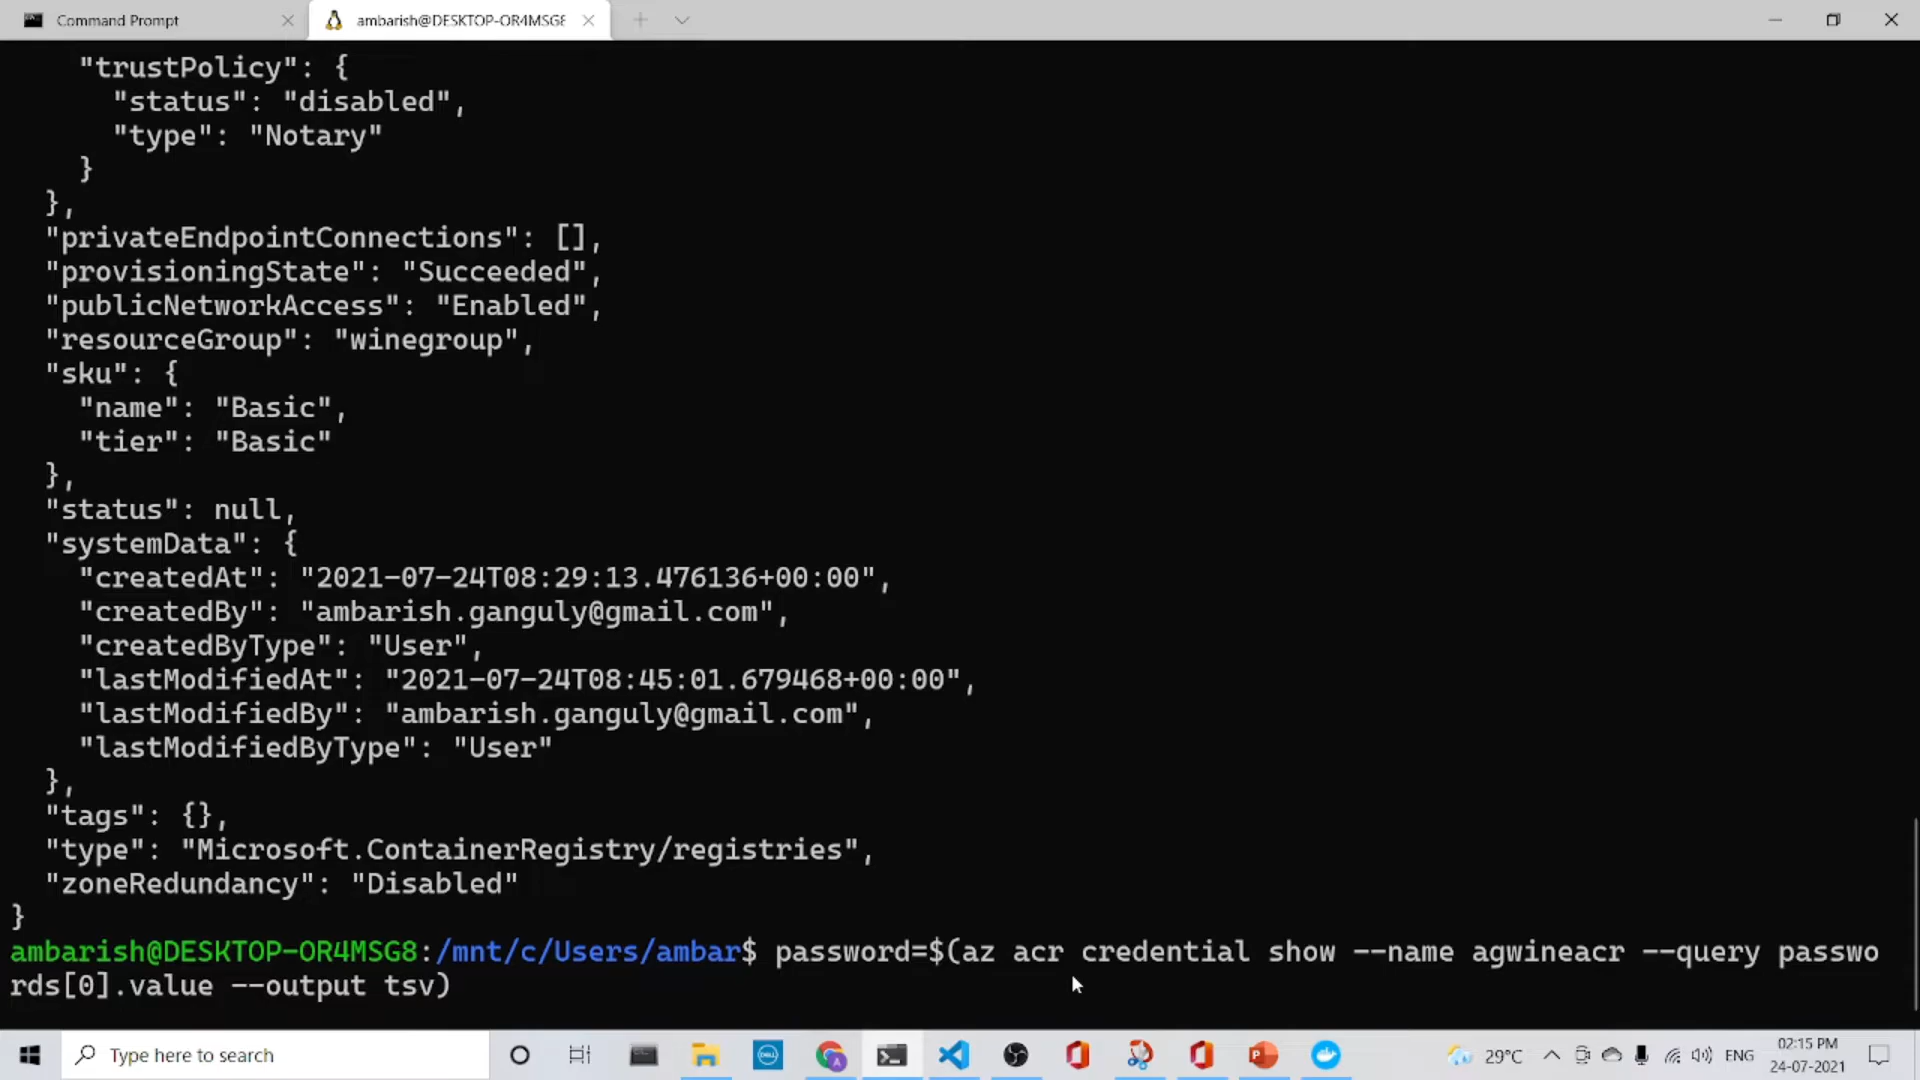 Command Prompt
ambarish@DESKTOP-OR4MSG8
"trustPolicy": {
"status": "disabled",
"type": "Notary"
}
},
"privateEndpointConnections": [],
"provisioningState": "Succeeded",
"publicNetworkAccess": "Enabled",
"resourceGroup": "winegroup",
"sku": {
"name": "Basic",
"tier": "Basic"
},
"status": null,
"systemData": {
"createdAt": "2021-07-24T08:29:13.476136+00:00",
"createdBy": "ambarish.ganguly@gmail.com",
"createdByType": "User",
"lastModifiedAt": "2021-07-24T08:45:01.679468+00:00",
"lastModifiedBy": "ambarish.ganguly@gmail.com",
"lastModifiedByType": "User"
},
"tags": {},
"type": "Microsoft.ContainerRegistry/registries",
"zoneRedundancy": "Disabled"
}
ambarish@DESKTOP-OR4MSG8:/mnt/c/Users/ambar$ password=$(az acr credential show --name agwineacr --query passwo
rds[0].value --output tsv)
Type here to search
29°C
ENG
02:15 PM
24-07-2021